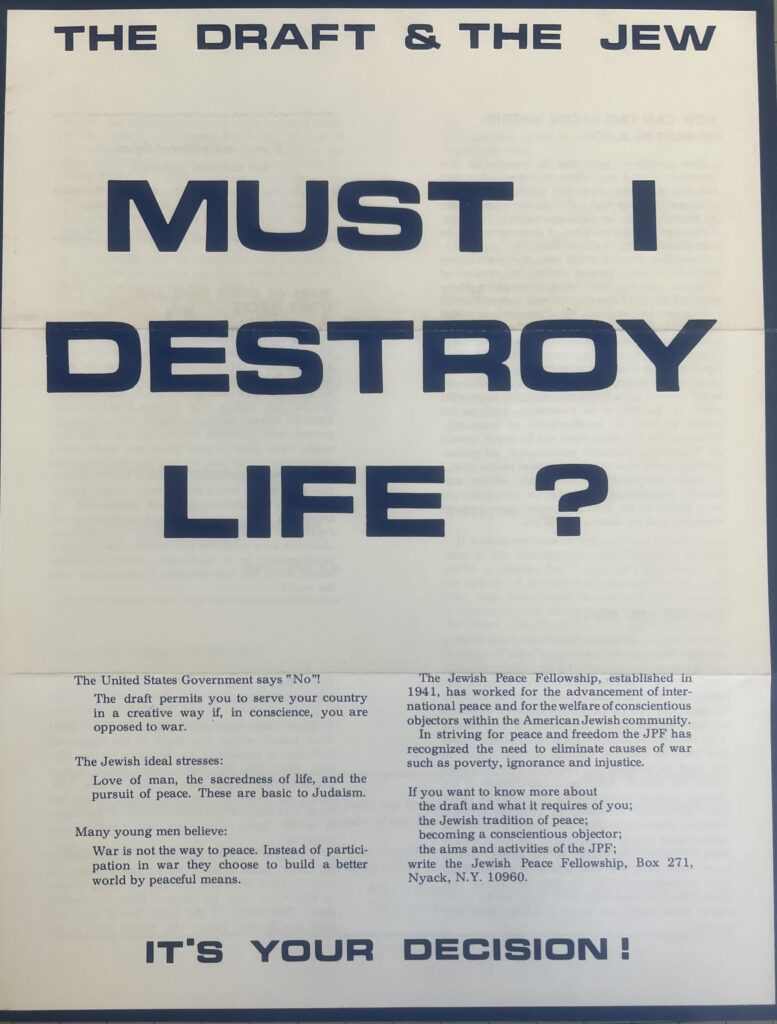 THE DRAFT & THE JEW
MUST I
DESTROY
LIFE ?
The United States Government says "No"!
The draft permits you to serve your country
in a creative way if, in conscience, you are
opposed to war.
The Jewish ideal stresses:
Love of man, the sacredness of life, and the
pursuit of peace. These are basic to Judaism.
Many young men believe:
War is not the way to peace. Instead of partici-
pation in war they choose to build a better
world by peaceful means.
The Jewish Peace Fellowship, established in
1941, has worked for the advancement of inter-
national peace and for the welfare of conscientious
objectors within the American Jewish community.
In striving for peace and freedom the JPF has
recognized the need to eliminate causes of war
such as poverty, ignorance and injustice.
If you want to know more about
the draft and what it requires of you;
the Jewish tradition of peace;
becoming a conscientious objector;
the aims and activities of the JPF;
write the Jewish Peace Fellowship, Box 271,
Nyack, N.Y. 10960.
IT'S YOUR DECISION !